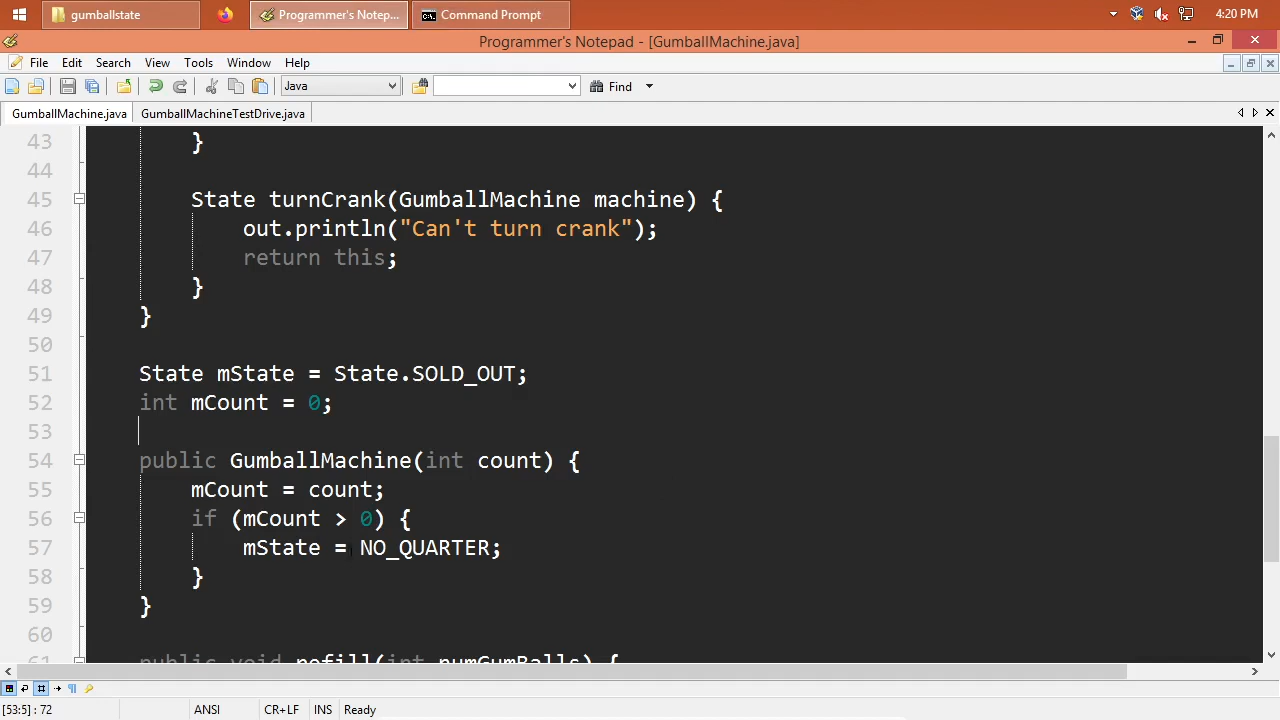 gumballstate
Programmer's Notep...
Command Prompt
4:20 PM
Programmer's Notepad - [GumballMachine.java]
File Edit Search View Tools Window Help
Java
Find
GumballMachine.java
GumballMachineTestDrive.java
43 }
44
45 State turnCrank(GumballMachine machine) {
46 out.println("Can't turn crank");
47 return this;
48 }
49 }
50
51 State mState = State.SOLD_OUT;
52 int mCount = 0;
53
54 public GumballMachine(int count) {
55 mCount = count;
56 if (mCount > 0) {
57 mState = NO_QUARTER;
58 }
59 }
60
61 public void refill(int numGumBalls) {
[53:5] : 72
ANSI
CR+LF
INS
Ready